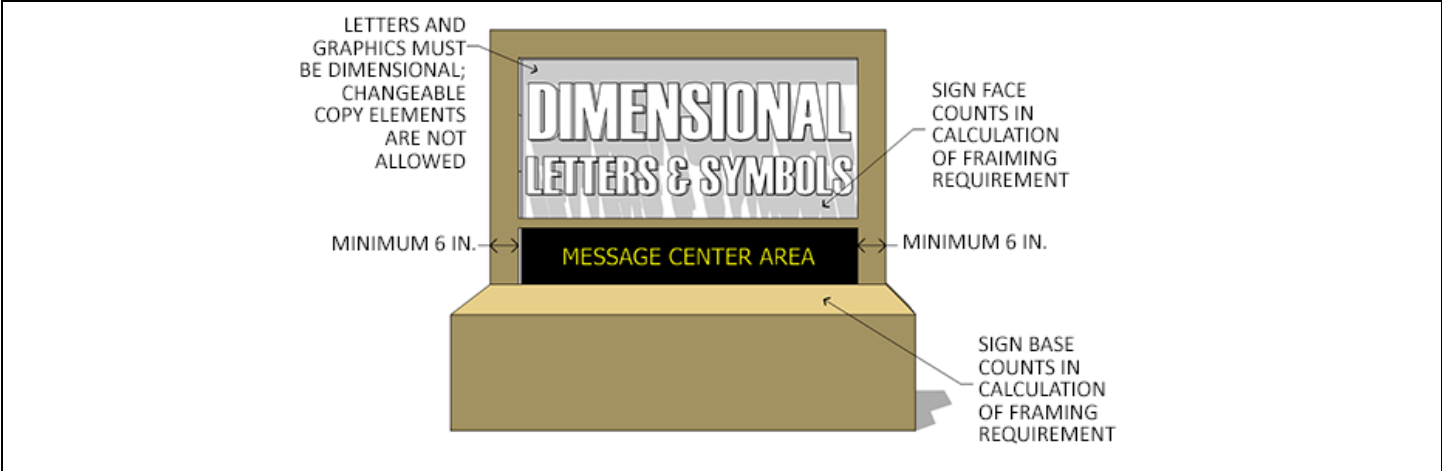 LETTERS AND
GRAPHICS MUST
BE DIMENSIONAL;
CHANGEABLE
COPY ELEMENTS
ARE NOT
ALLOWED
DIMENSIONAL
LETTERS & SYMBOLS
SIGN FACE
COUNTS IN
CALCULATION
OF FRAIMING
REQUIREMENT
MINIMUM 6 IN.
MESSAGE CENTER AREA
MINIMUM 6 IN.
SIGN BASE
COUNTS IN
CALCULATION
OF FRAMING
REQUIREMENT